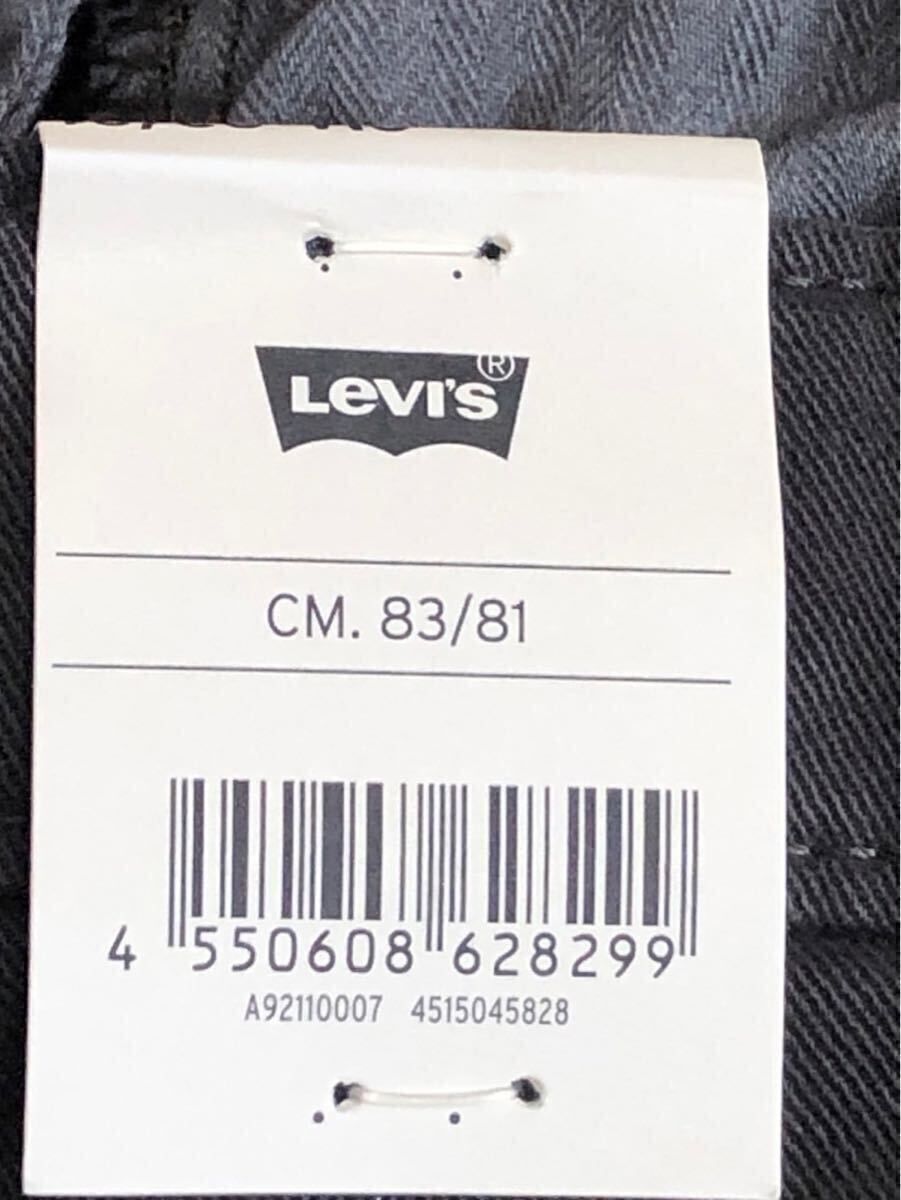 LEVI'S®
CM. 83/81
4 550608 628299
A92110007 4515045828